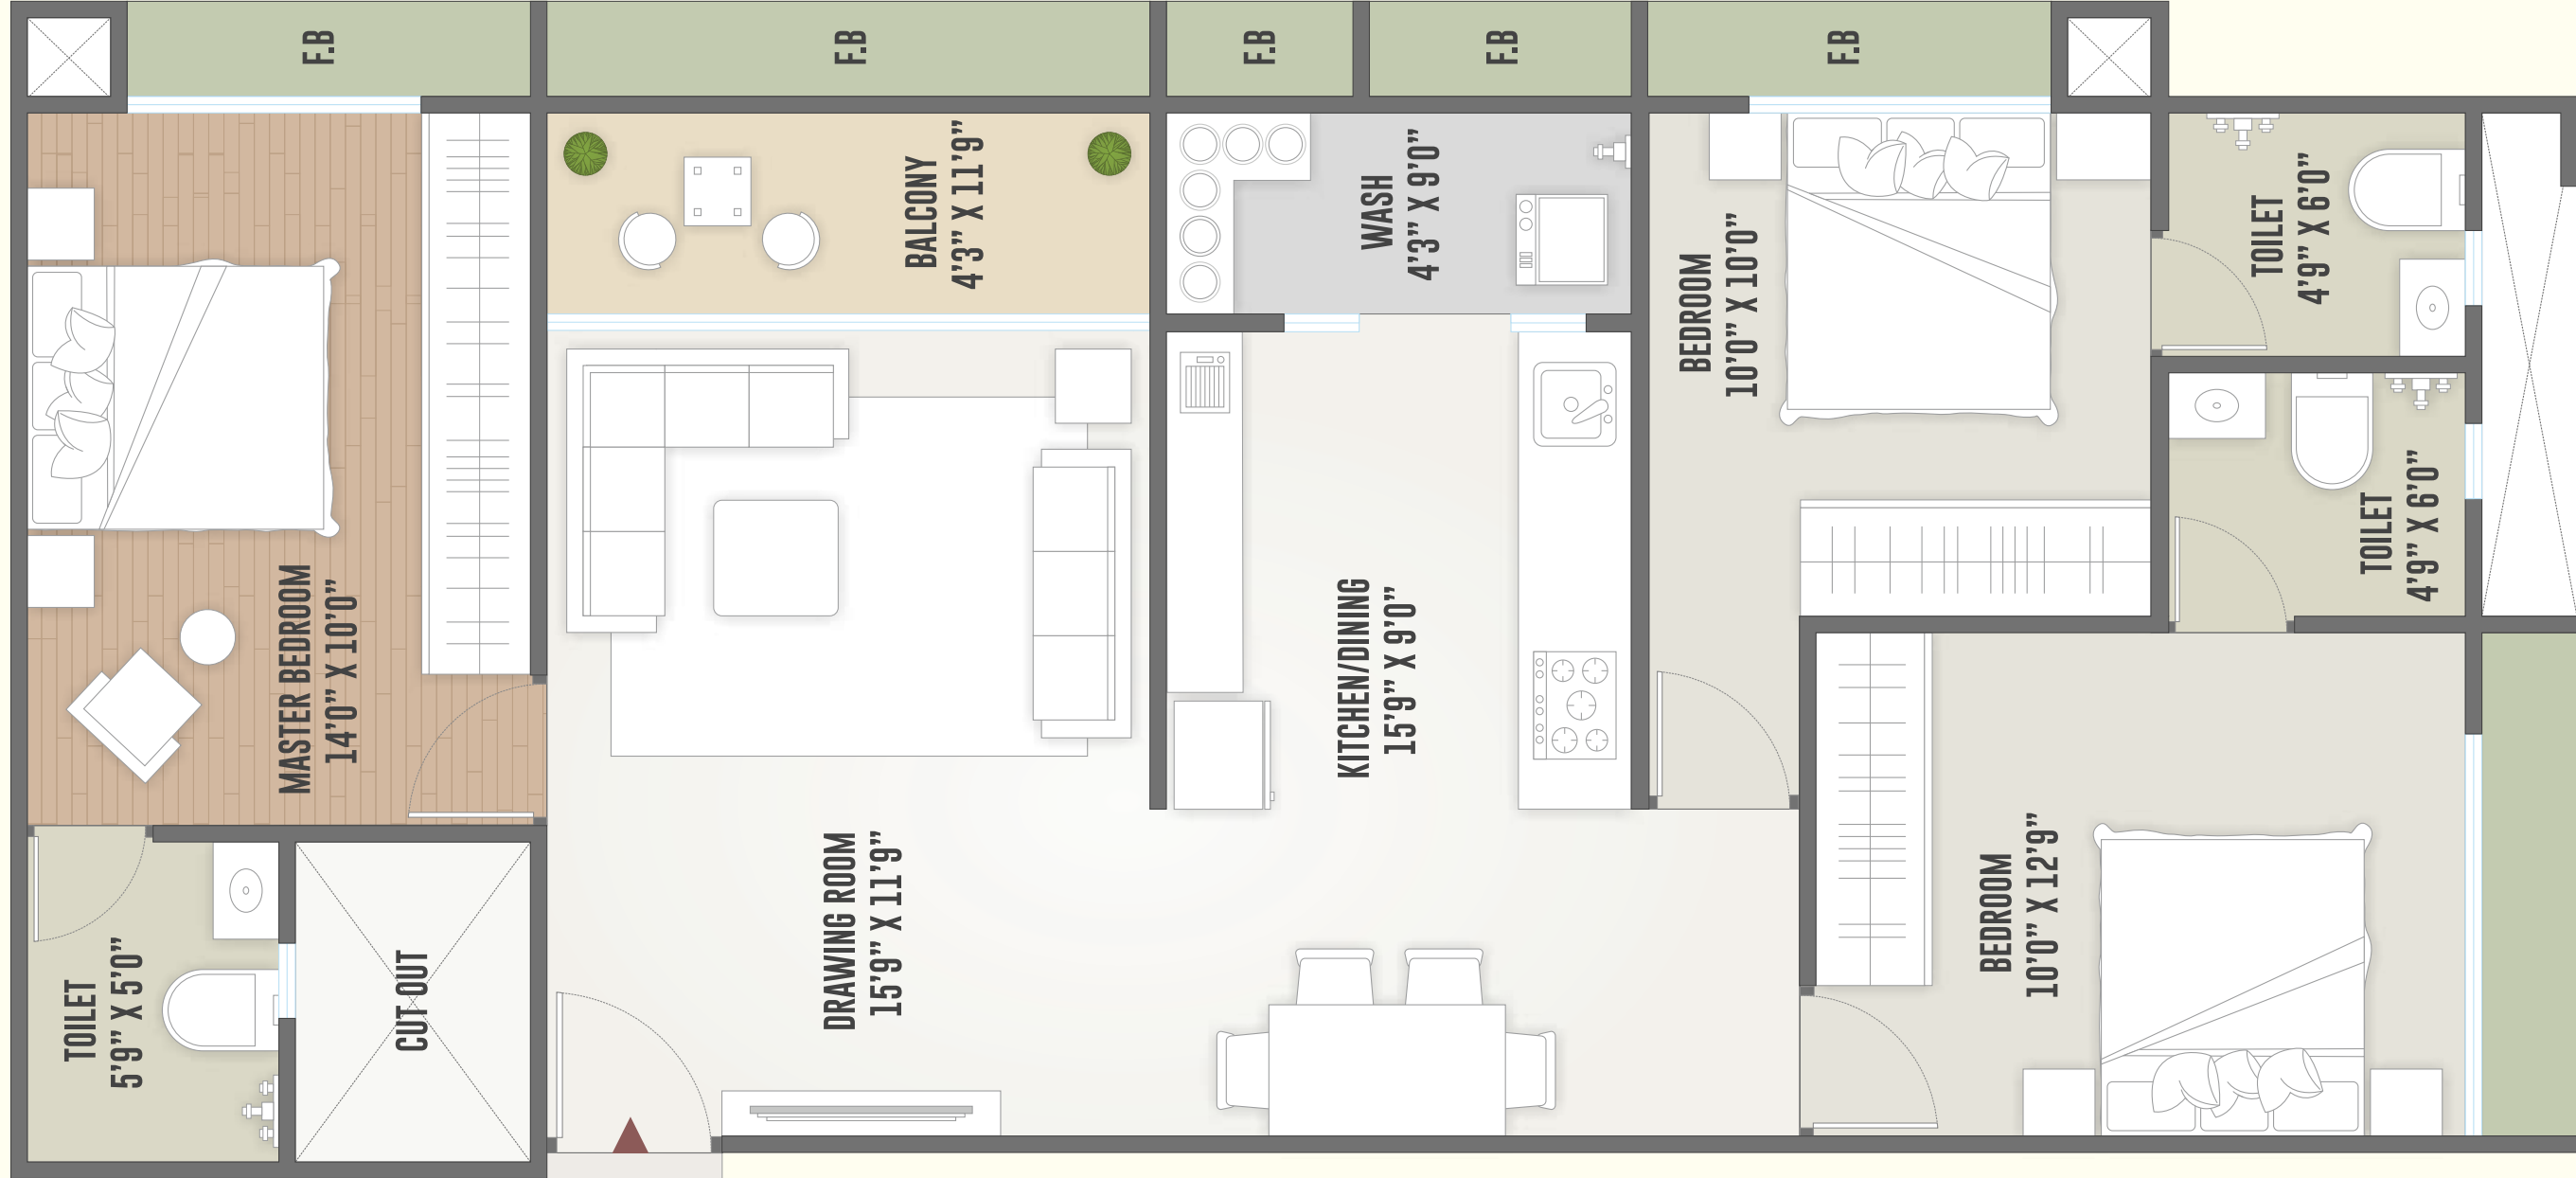 F.B
F.B
F.B
F.B
F.B
BALCONY
4'3" X 11'9"
WASH
4'3" X 9'0"
BEDROOM
10'0" X 10'0"
TOILET
4'9" X 6'0"
TOILET
4'9" X 6'0"
MASTER BEDROOM
14'0" X 10'0"
KITCHEN/DINING
15'9" X 9'0"
DRAWING ROOM
15'9" X 11'9"
BEDROOM
10'0" X 12'9"
TOILET
5'9" X 5'0"
CUT OUT